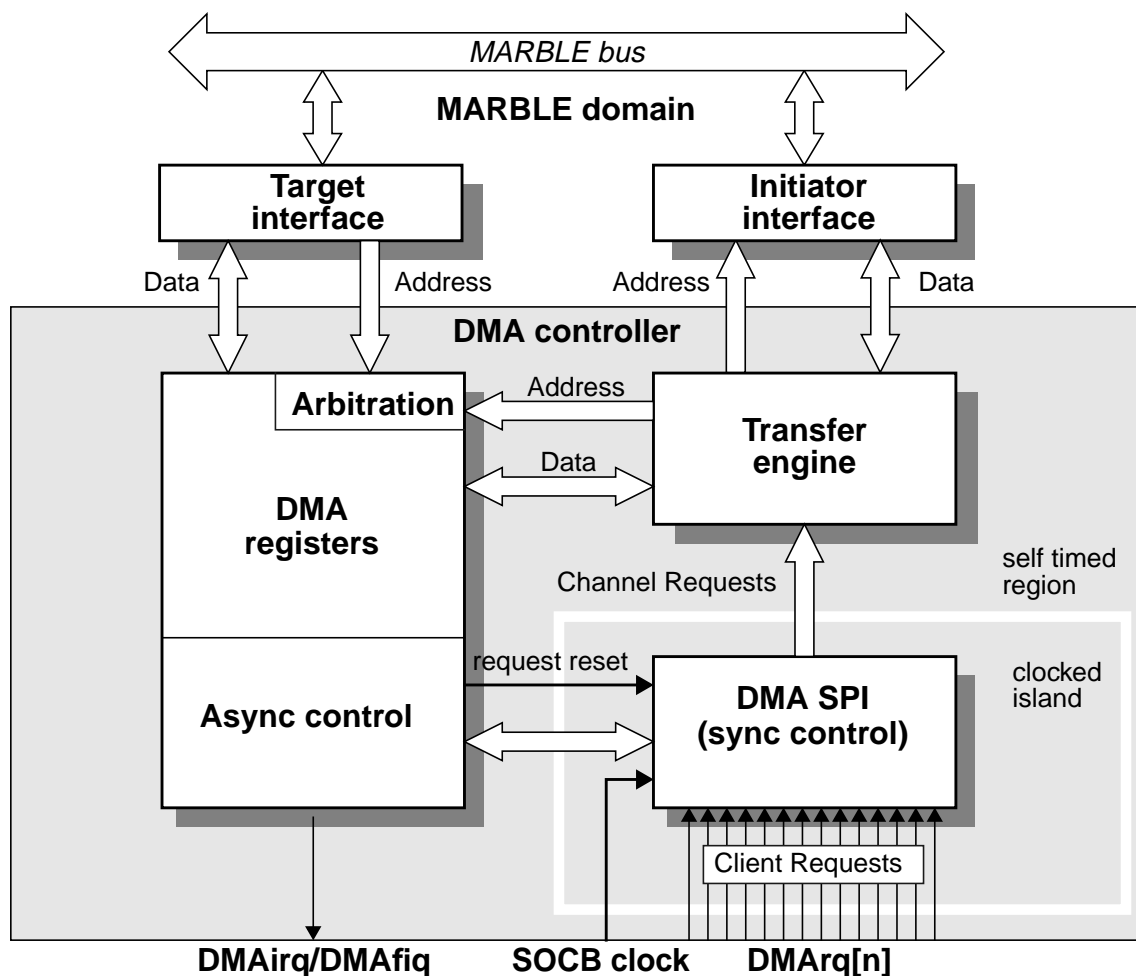 MARBLE bus
MARBLE domain
Target
interface
Initiator
interface
Data
Address
Address
Data
DMA controller
Arbitration
Address
Transfer
engine
Data
DMA
registers
Channel Requests
self timed
region
request reset
clocked
island
Async control
DMA SPI
(sync control)
Client Requests
DMAirq/DMAfiq
SOCB clock
DMArq[n]